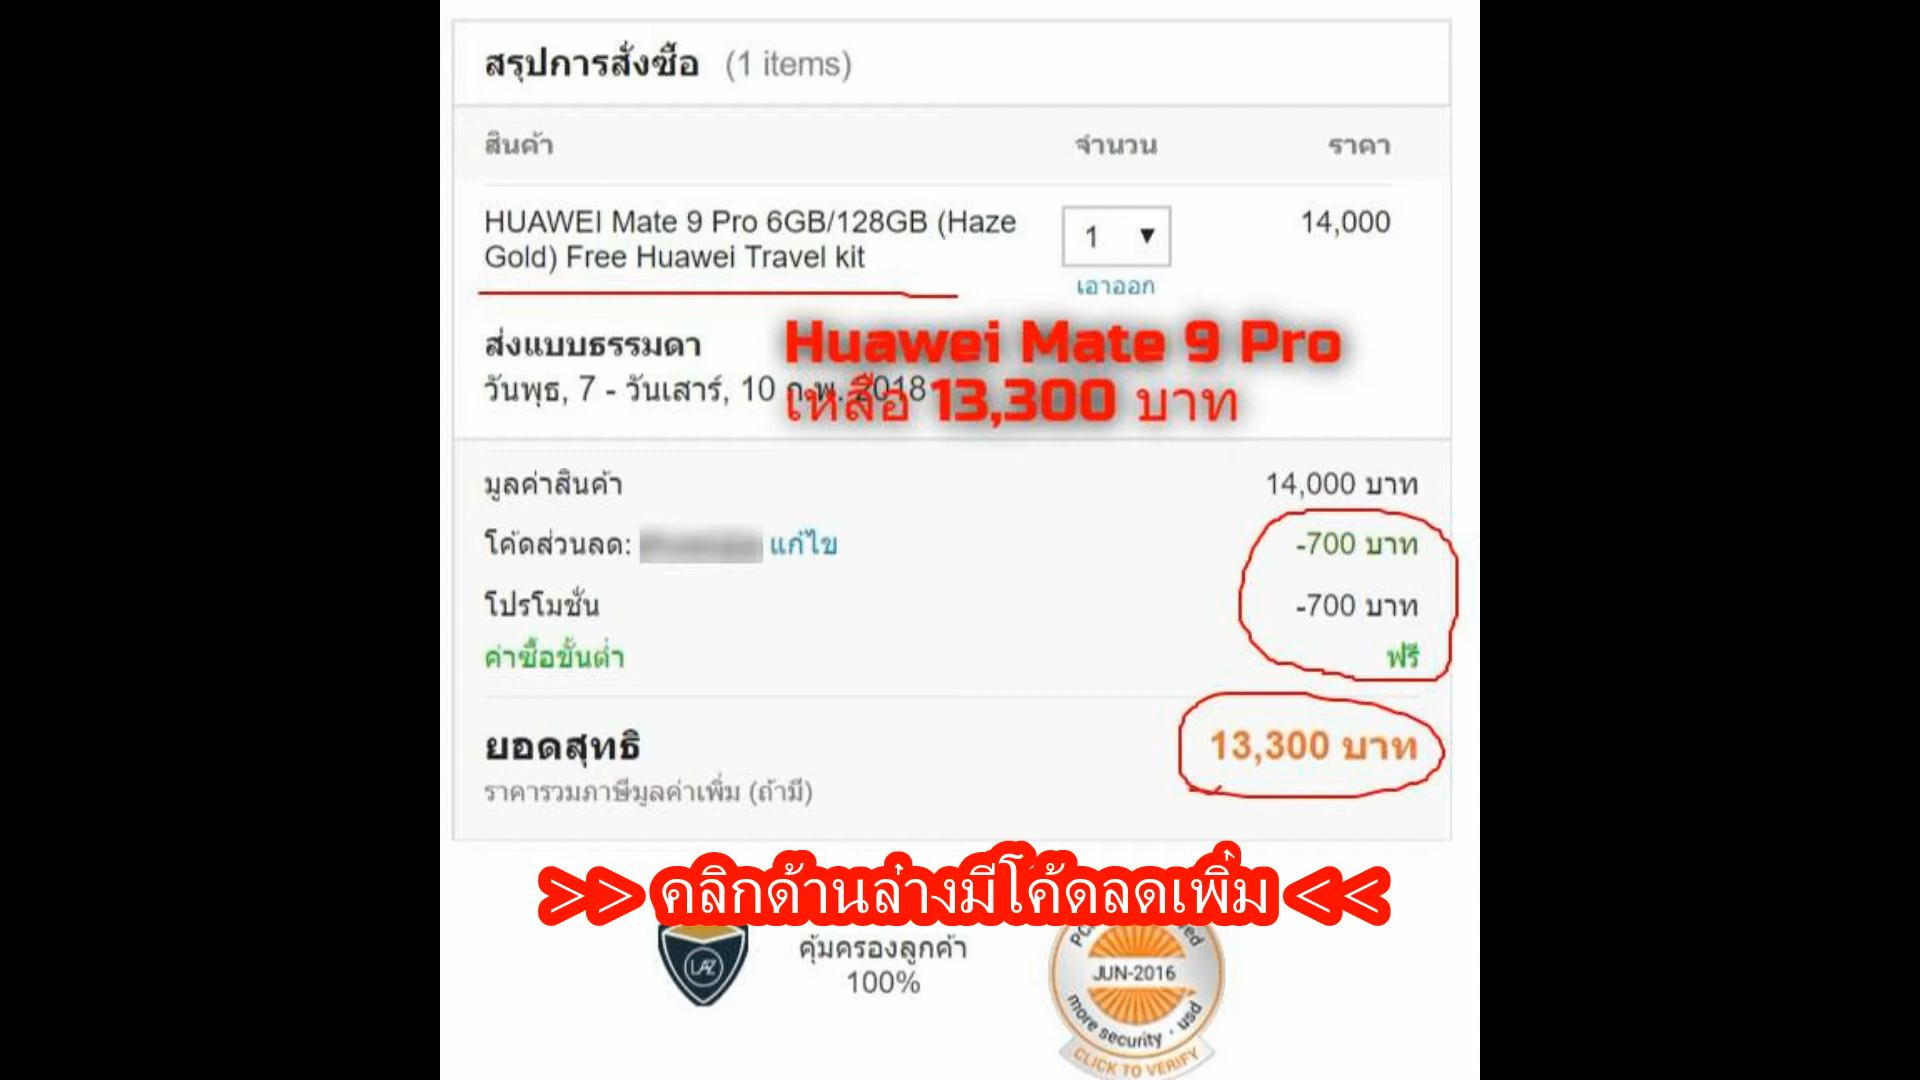 สรุปการสั่งซื้อ (1 items)
สินค้า จำนวน ราคา
HUAWEI Mate 9 Pro 6GB/128GB (Haze 1 ▼ 14,000
Gold) Free Huawei Travel kit
เอาออก
ส่งแบบธรรมดา
Huawei Mate 9 Pro
วันพุธ, 7 - วันเสาร์, 10 ก.พ. 2018
เหลือ 13,300 บาท
มูลค่าสินค้า 14,000 บาท
โค้ดส่วนลด: แก้ไข -700 บาท
โปรโมชั่น -700 บาท
ค่าซื้อขั้นต่ำ ฟรี
ยอดสุทธิ 13,300 บาท
ราคารวมภาษีมูลค่าเพิ่ม (ถ้ามี)
>> คลิกด้านล่างมีโค้ดลดเพิ่ม <<
คุ้มครองลูกค้า
100%
LAZ
JUN-2016
more security · usd
CLICK TO VERIFY